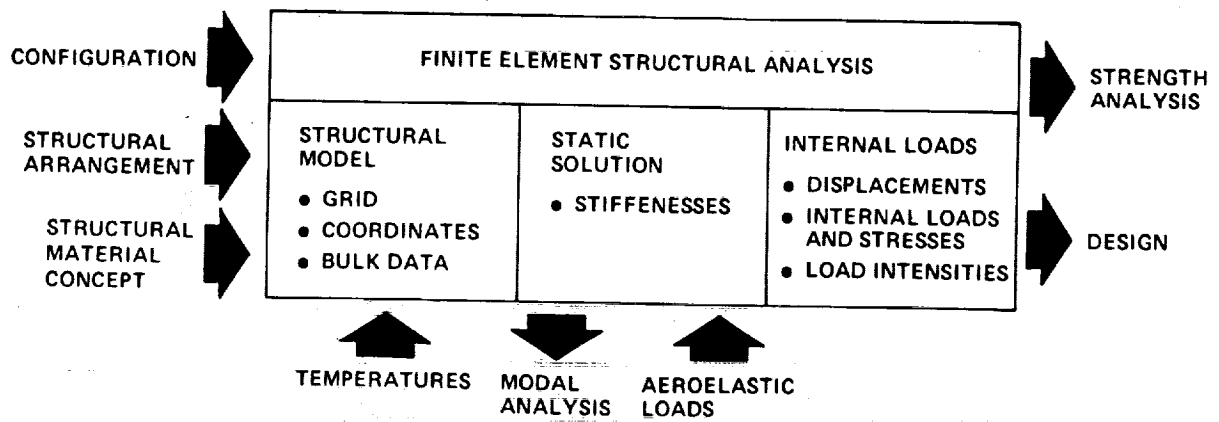 CONFIGURATION
STRUCTURAL
ARRANGEMENT
STRUCTURAL
MATERIAL
CONCEPT
FINITE ELEMENT STRUCTURAL ANALYSIS
STRUCTURAL
MODEL
• GRID
• COORDINATES
• BULK DATA
STATIC
SOLUTION
• STIFFENESSES
INTERNAL LOADS
• DISPLACEMENTS
• INTERNAL LOADS
AND STRESSES
• LOAD INTENSITIES
STRENGTH
ANALYSIS
DESIGN
TEMPERATURES
MODAL
ANALYSIS
AEROELASTIC
LOADS